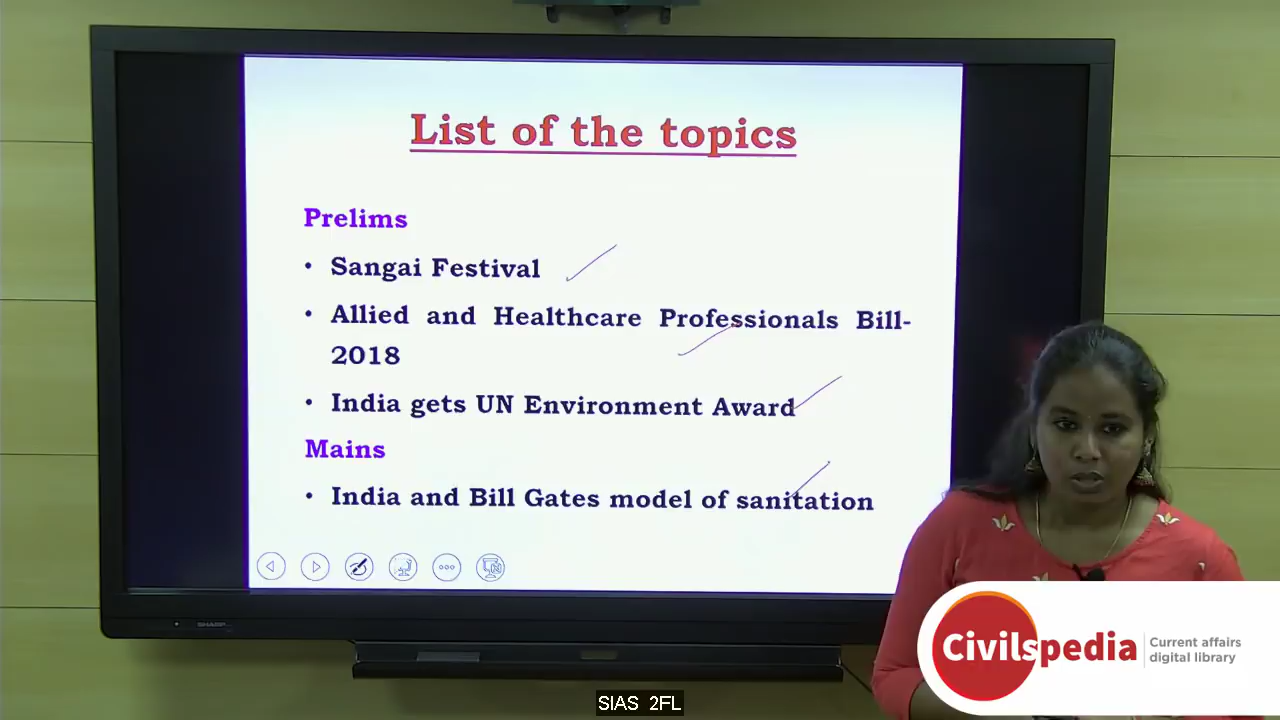 List of the topics
Prelims
• Sangai Festival
• Allied and Healthcare Professionals Bill-
2018
• India gets UN Environment Award
Mains
• India and Bill Gates model of sanitation
SHARP
Civilspedia
Current affairs
digital library
SIAS 2FL